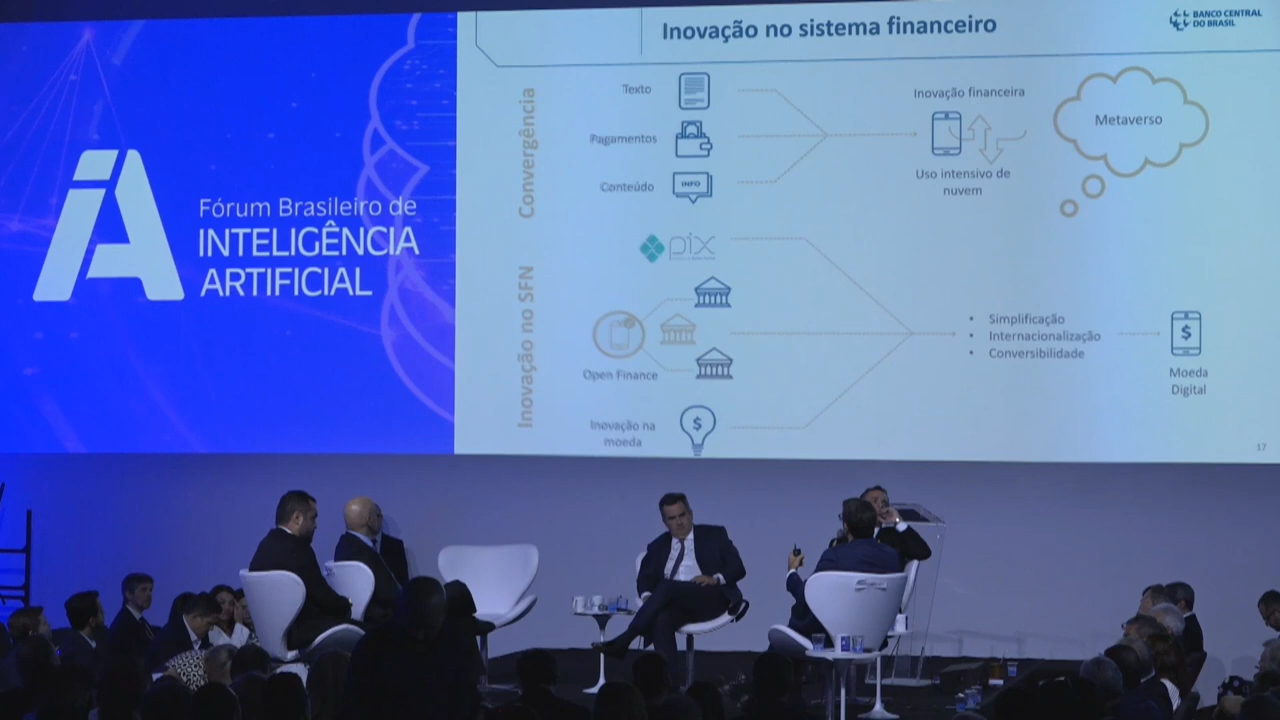 IA
Fórum Brasileiro de
INTELIGÊNCIA
ARTIFICIAL
Inovação no sistema financeiro
BANCO CENTRAL
DO BRASIL
Convergência
Texto
Pagamentos
Conteúdo
INFO
Inovação financeira
Uso intensivo de
nuvem
Metaverso
Inovação no SFN
pix
Open Finance
Inovação na
moeda
$
• Simplificação
• Internacionalização
• Conversibilidade
$
Moeda
Digital
17